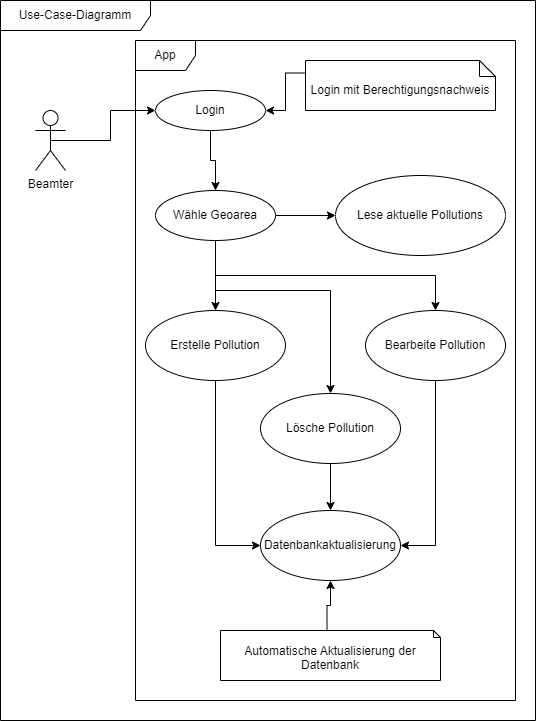 Use-Case-Diagramm
App
Login mit Berechtigungsnachweis
Login
Beamter
Wähle Geoarea
Lese aktuelle Pollutions
Erstelle Pollution
Bearbeite Pollution
Lösche Pollution
Datenbankaktualisierung
Automatische Aktualisierung der
Datenbank